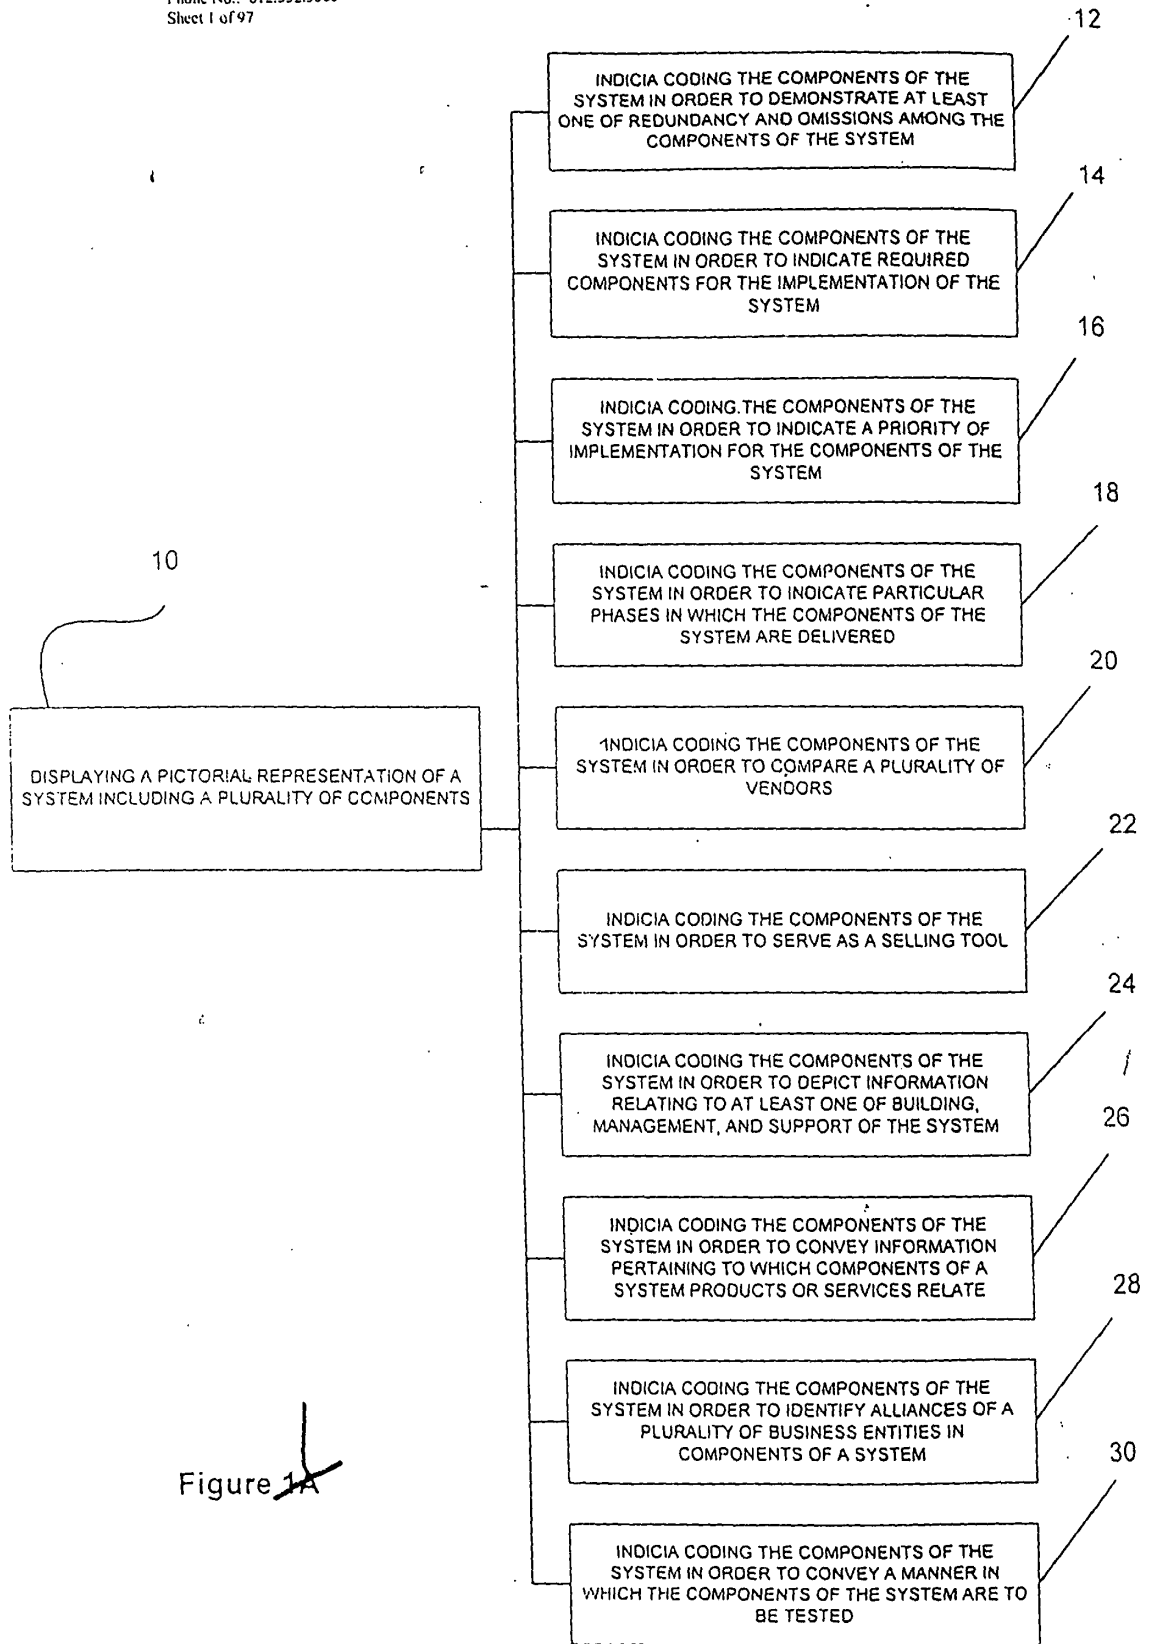 Sheet 1 of 97
12
INDICIA CODING THE COMPONENTS OF THE
SYSTEM IN ORDER TO DEMONSTRATE AT LEAST
ONE OF REDUNDANCY AND OMISSIONS AMONG THE
COMPONENTS OF THE SYSTEM
14
INDICIA CODING THE COMPONENTS OF THE
SYSTEM IN ORDER TO INDICATE REQUIRED
COMPONENTS FOR THE IMPLEMENTATION OF THE
SYSTEM
16
INDICIA CODING THE COMPONENTS OF THE
SYSTEM IN ORDER TO INDICATE A PRIORITY OF
IMPLEMENTATION FOR THE COMPONENTS OF THE
SYSTEM
18
INDICIA CODING THE COMPONENTS OF THE
SYSTEM IN ORDER TO INDICATE PARTICULAR
PHASES IN WHICH THE COMPONENTS OF THE
SYSTEM ARE DELIVERED
10
DISPLAYING A PICTORIAL REPRESENTATION OF A
SYSTEM INCLUDING A PLURALITY OF COMPONENTS
20
INDICIA CODING THE COMPONENTS OF THE
SYSTEM IN ORDER TO COMPARE A PLURALITY OF
VENDORS
22
INDICIA CODING THE COMPONENTS OF THE
SYSTEM IN ORDER TO SERVE AS A SELLING TOOL
24
INDICIA CODING THE COMPONENTS OF THE
SYSTEM IN ORDER TO DEPICT INFORMATION
RELATING TO AT LEAST ONE OF BUILDING,
MANAGEMENT, AND SUPPORT OF THE SYSTEM
26
INDICIA CODING THE COMPONENTS OF THE
SYSTEM IN ORDER TO CONVEY INFORMATION
PERTAINING TO WHICH COMPONENTS OF A
SYSTEM PRODUCTS OR SERVICES RELATE
28
INDICIA CODING THE COMPONENTS OF THE
SYSTEM IN ORDER TO IDENTIFY ALLIANCES OF A
PLURALITY OF BUSINESS ENTITIES IN
COMPONENTS OF A SYSTEM
30
INDICIA CODING THE COMPONENTS OF THE
SYSTEM IN ORDER TO CONVEY A MANNER IN
WHICH THE COMPONENTS OF THE SYSTEM ARE TO
BE TESTED
Figure 1A